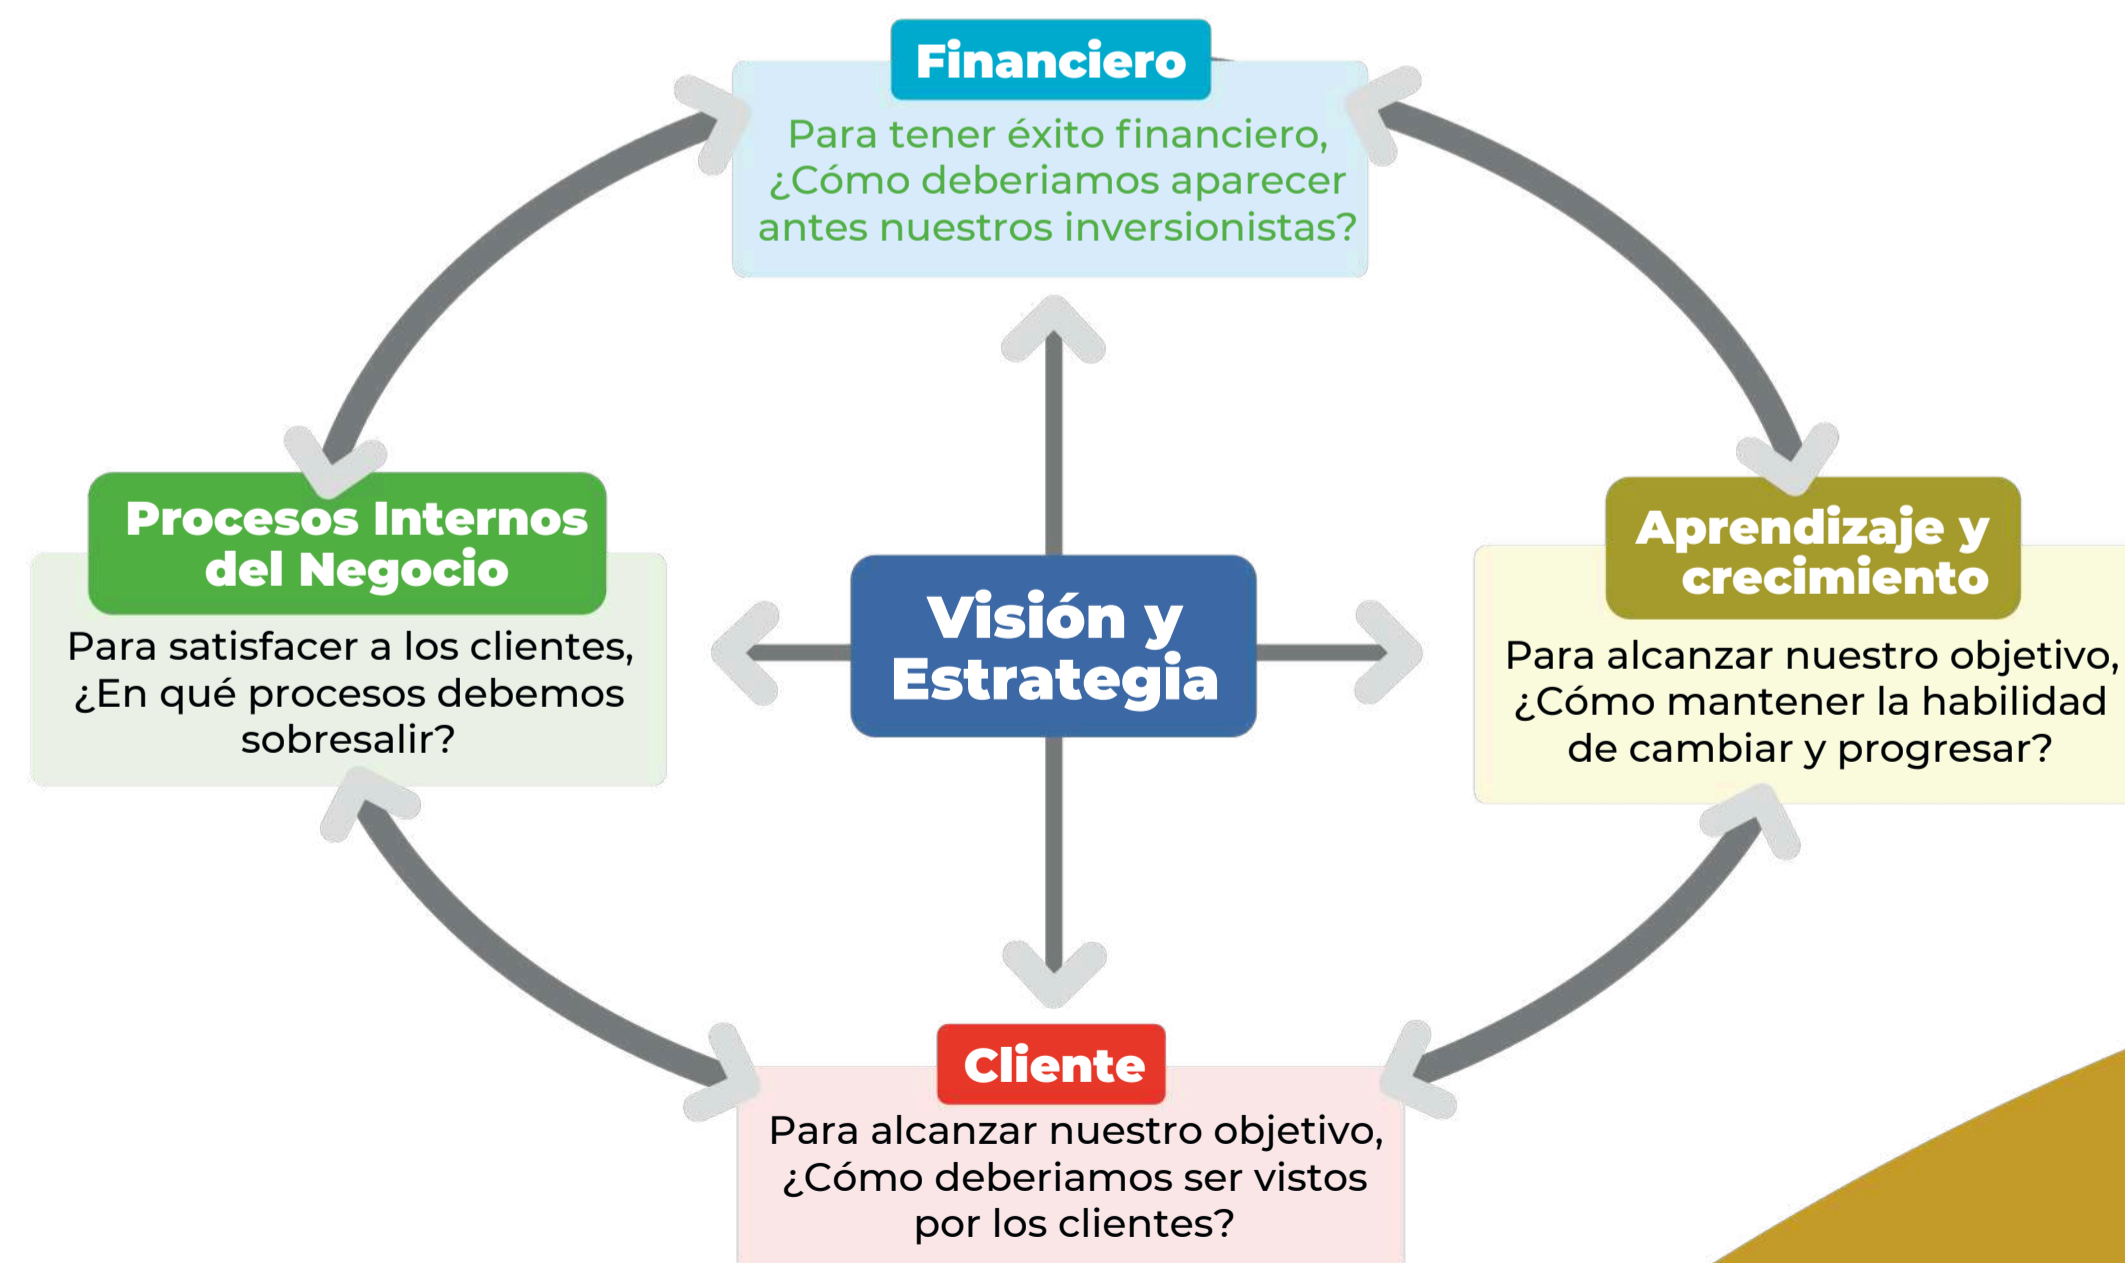 Financiero
Para tener éxito financiero,
¿Cómo deberiamos aparecer
antes nuestros inversionistas?
Procesos Internos
del Negocio
Para satisfacer a los clientes,
¿En qué procesos debemos
sobresalir?
Visión y
Estrategia
Aprendizaje y
crecimiento
Para alcanzar nuestro objetivo,
¿Cómo mantener la habilidad
de cambiar y progresar?
Cliente
Para alcanzar nuestro objetivo,
¿Cómo deberiamos ser vistos
por los clientes?